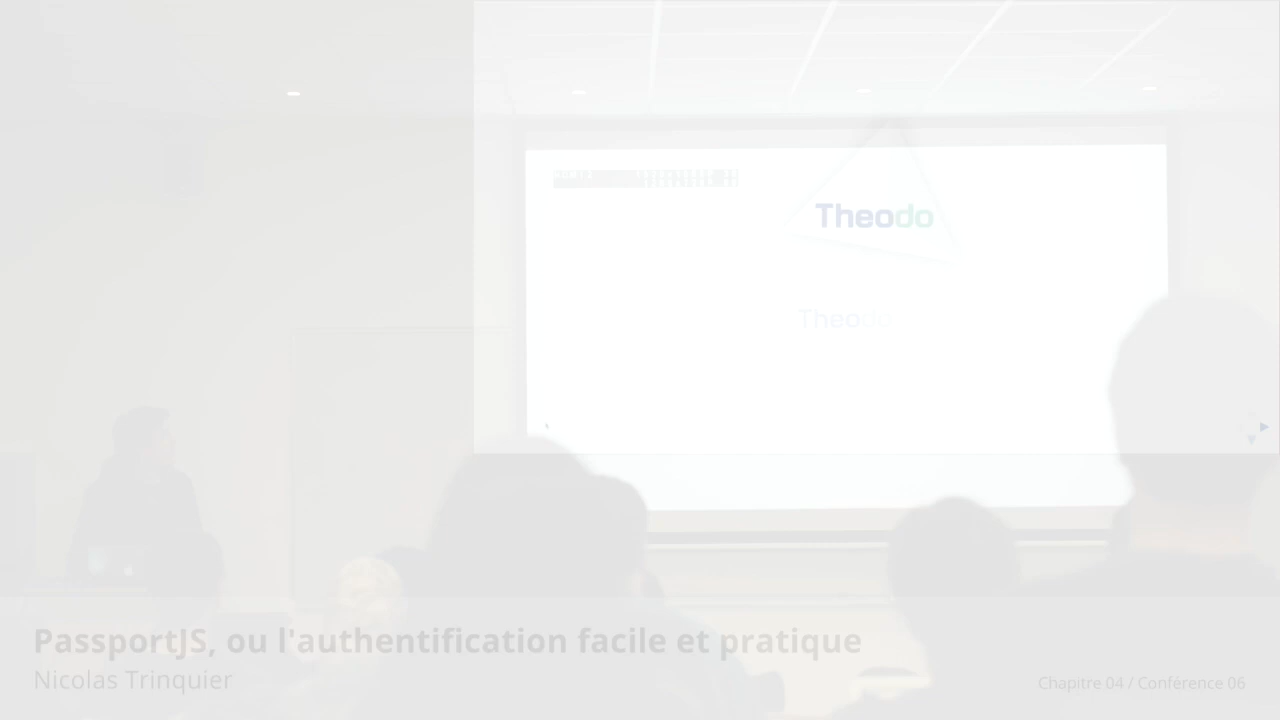 Theodo
Theodo
PassportJS, ou l'authentification facile et pratique
Nicolas Trinquier
Chapitre 04 / Conférence 06